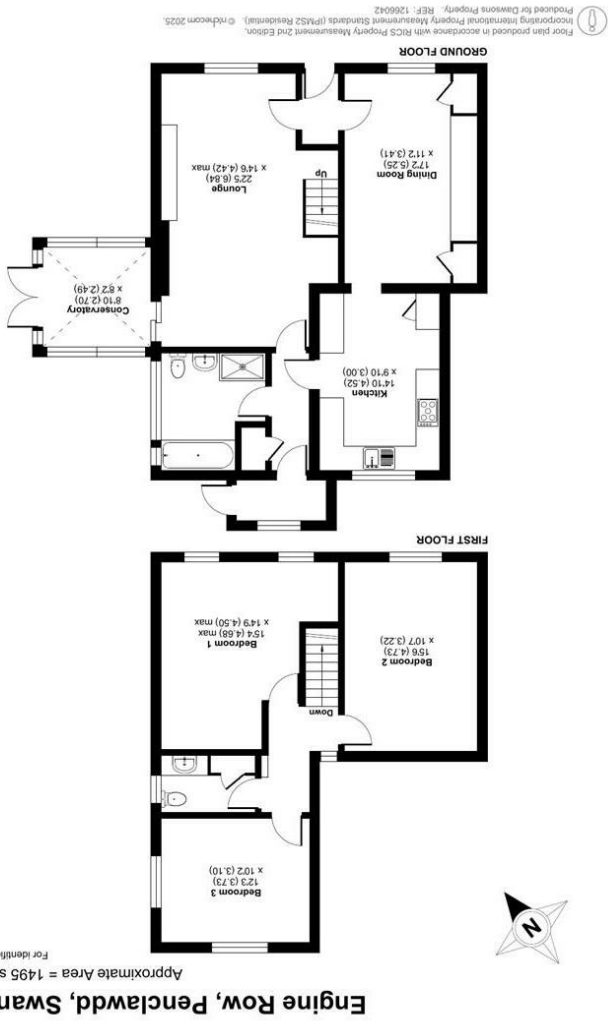 Engine Row, Penclawdd, Swan
Approximate Area = 1495 s
For identifi
N
Bedroom 3
12'3 (3.73)
x 10'2 (3.10)
Down
Bedroom 2
15'6 (4.73)
x 10'7 (3.22)
Bedroom 1
15'4 (4.68) max
x 14'9 (4.50) max
FIRST FLOOR
Kitchen
14'10 (4.52)
x 9'10 (3.00)
Conservatory
8'10 (2.70)
x 8'2 (2.49)
Dining Room
17'2 (5.25)
x 11'2 (3.41)
Up
Lounge
22'5 (6.84)
x 14'6 (4.42) max
GROUND FLOOR
Floor plan produced in accordance with RICS Property Measurement 2nd Edition.
Incorporating International Property Measurement Standards (IPMS2 Residential). © nichecom 2025.
Produced for Dawsons Property. REF: 1266042